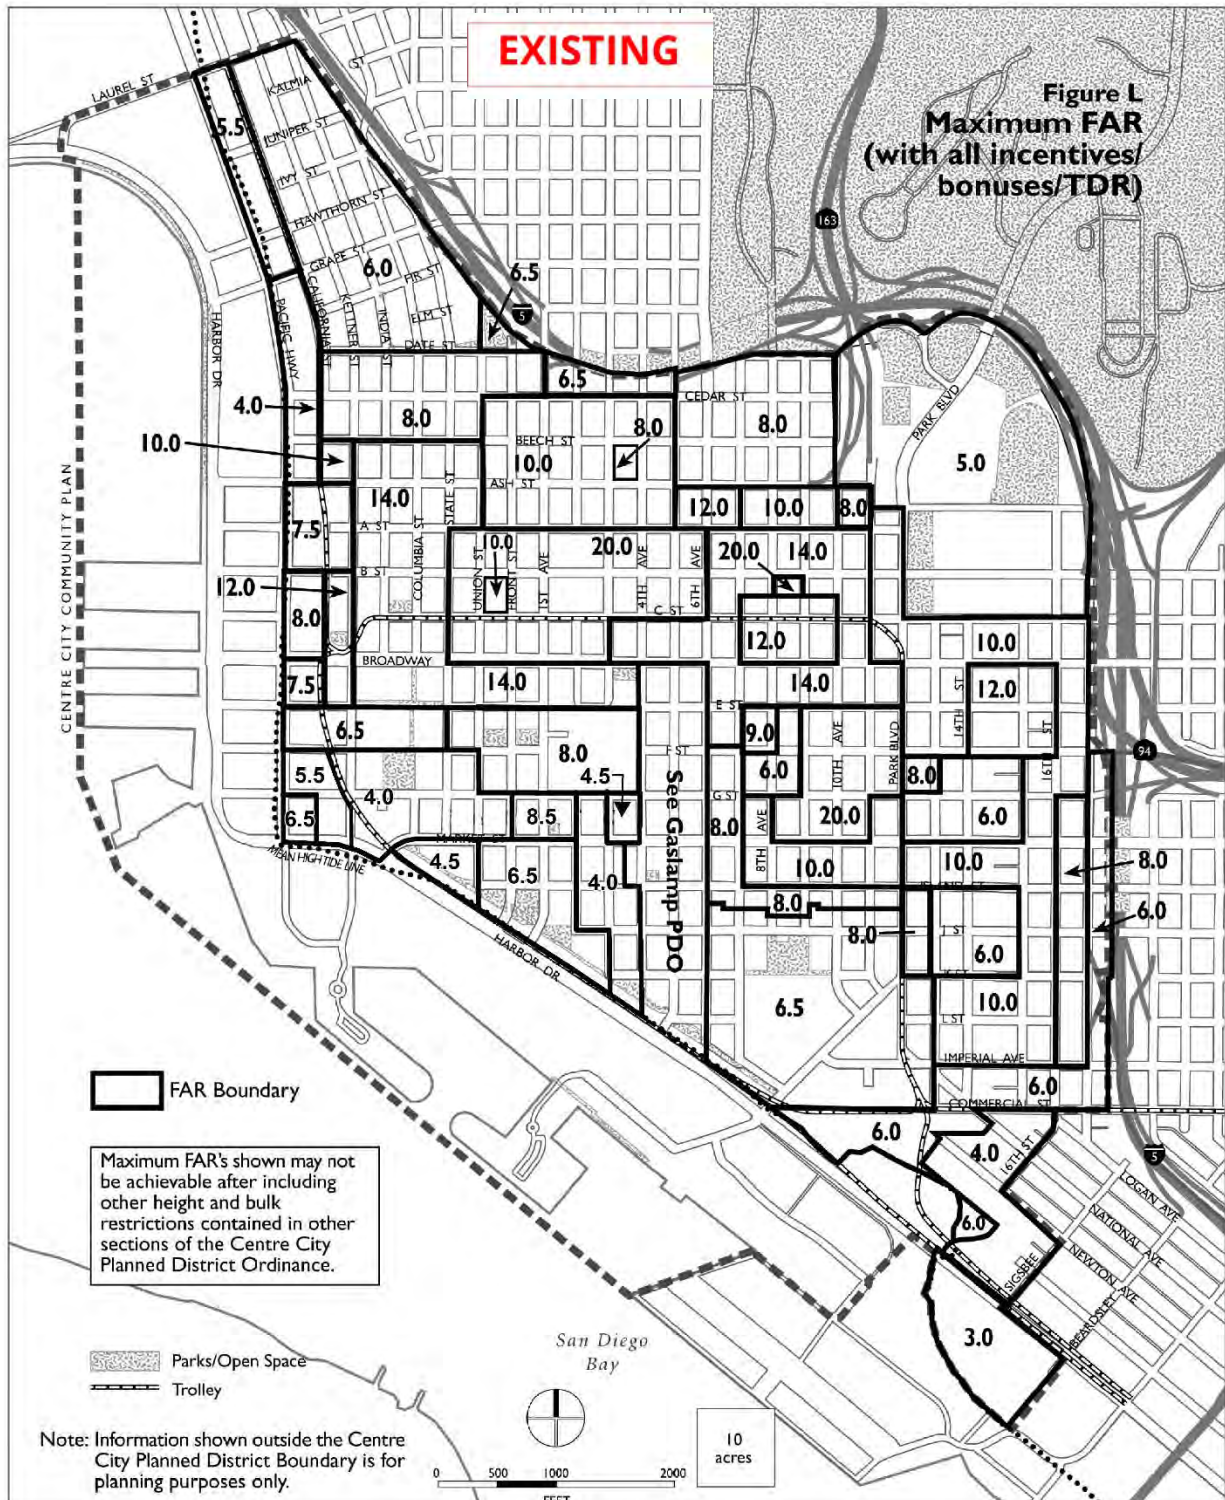 EXISTING
Figure L
Maximum FAR
(with all incentives/
bonuses/TDR)
LAUREL ST
KALMIA
ST
JUNIPER ST
IVY ST
HAWTHORN ST
GRAPE ST
FIR ST
ELM ST
DATE ST
CEDAR ST
BEECH ST
ASH ST
A ST
B ST
C ST
BROADWAY
E ST
F ST
G ST
MARKET ST
ISLAND ST
J ST
K ST
L ST
IMPERIAL AVE
COMMERCIAL ST
HARBOR DR
PACIFIC HWY
CALIFORNIA ST
KETTNER ST
INDIA ST
COLUMBIA ST
STATE ST
UNION ST
FRONT ST
1ST AVE
4TH AVE
6TH AVE
8TH AVE
10TH AVE
PARK BLVD
PARK BLVD
14TH ST
16TH ST
16TH ST
LOGAN AVE
NATIONAL AVE
NEWTON AVE
SIGSBEE
BEARDSLEY
HARBOR DR
MEAN HIGH TIDE LINE
CENTRE CITY COMMUNITY PLAN
163
5
94
5
5.5
6.0
6.5
6.5
4.0
8.0
8.0
8.0
5.0
10.0
10.0
14.0
12.0
10.0
8.0
7.5
10.0
20.0
20.0
14.0
12.0
8.0
12.0
10.0
7.5
14.0
14.0
12.0
6.5
9.0
8.0
5.5
4.0
4.5
6.0
8.0
6.5
8.5
8.0
20.0
6.0
4.5
6.5
4.0
10.0
10.0
8.0
8.0
6.0
8.0
6.0
6.5
10.0
6.0
6.0
4.0
6.0
3.0
See Gaslamp PDO
FAR Boundary
Maximum FAR's shown may not
be achievable after including
other height and bulk
restrictions contained in other
sections of the Centre City
Planned District Ordinance.
Parks/Open Space
Trolley
Note: Information shown outside the Centre
City Planned District Boundary is for
planning purposes only.
San Diego
Bay
10
acres
0 500 1000 2000
FEET